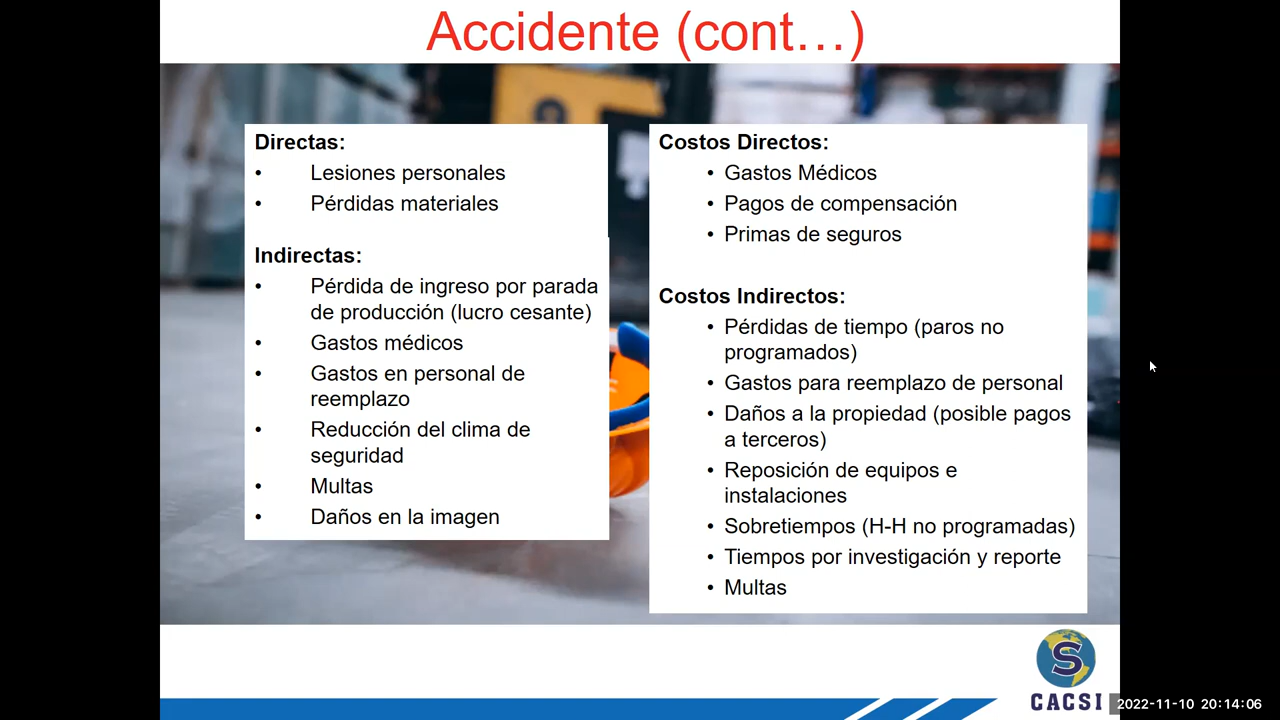 Accidente (cont…)
Directas:
• Lesiones personales
• Pérdidas materiales
Indirectas:
• Pérdida de ingreso por parada
de producción (lucro cesante)
• Gastos médicos
• Gastos en personal de
reemplazo
• Reducción del clima de
seguridad
• Multas
• Daños en la imagen
Costos Directos:
• Gastos Médicos
• Pagos de compensación
• Primas de seguros
Costos Indirectos:
• Pérdidas de tiempo (paros no
programados)
• Gastos para reemplazo de personal
• Daños a la propiedad (posible pagos
a terceros)
• Reposición de equipos e
instalaciones
• Sobretiempos (H-H no programadas)
• Tiempos por investigación y reporte
• Multas
S
CACSI
2022-11-10 20:14:06